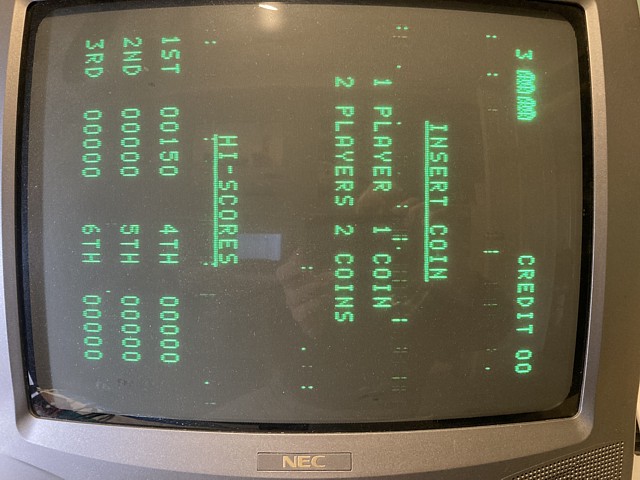 3 CREDIT 00
INSERT COIN
1 PLAYER 1 COIN
2 PLAYERS 2 COINS
HI-SCORES
1ST 00150 4TH 00000
2ND 00000 5TH 00000
3RD 00000 6TH 00000
NEC